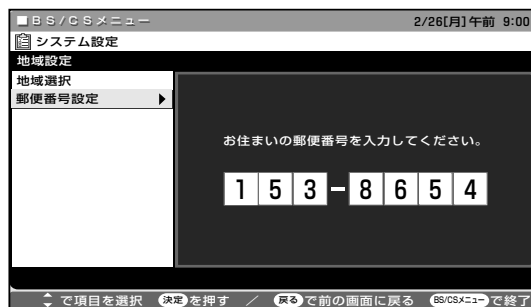 ■BS/CSメニュー 2/26[月]午前 9:00
システム設定
地域設定
地域選択
郵便番号設定 ▶
お住まいの郵便番号を入力してください。
153-8654
で項目を選択 決定を押す / 戻るで前の画面に戻る BS/CSメニューで終了